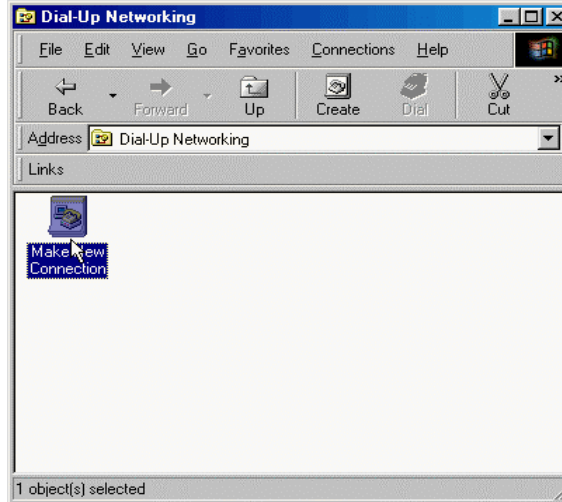 Dial-Up Networking
File Edit View Go Favorites Connections Help
Back Forward Up Create Dial Cut »
Address Dial-Up Networking
Links
Make New
Connection
1 object(s) selected